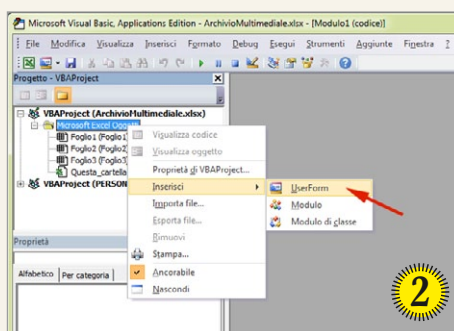 Microsoft Visual Basic, Applications Edition - ArchivioMultimediale.xlsx - [Modulo1 (codice)]
File Modifica Visualizza Inserisci Formato Debug Esegui Strumenti Aggiunte Finestra ?
Progetto - VBAProject
VBAProject (ArchivioMultimediale.xlsx)
Microsoft Excel Oggetti
Foglio1 (Foglio1)
Foglio2 (Foglio2)
Foglio3 (Foglio3)
Questa_cartella
VBAProject (PERSON
Visualizza codice
Visualizza oggetto
Proprietà di VBAProject...
Inserisci
Importa file...
Esporta file...
Rimuovi
Stampa...
Ancorabile
Nascondi
UserForm
Modulo
Modulo di classe
Proprietà
Alfabetico Per categoria
2